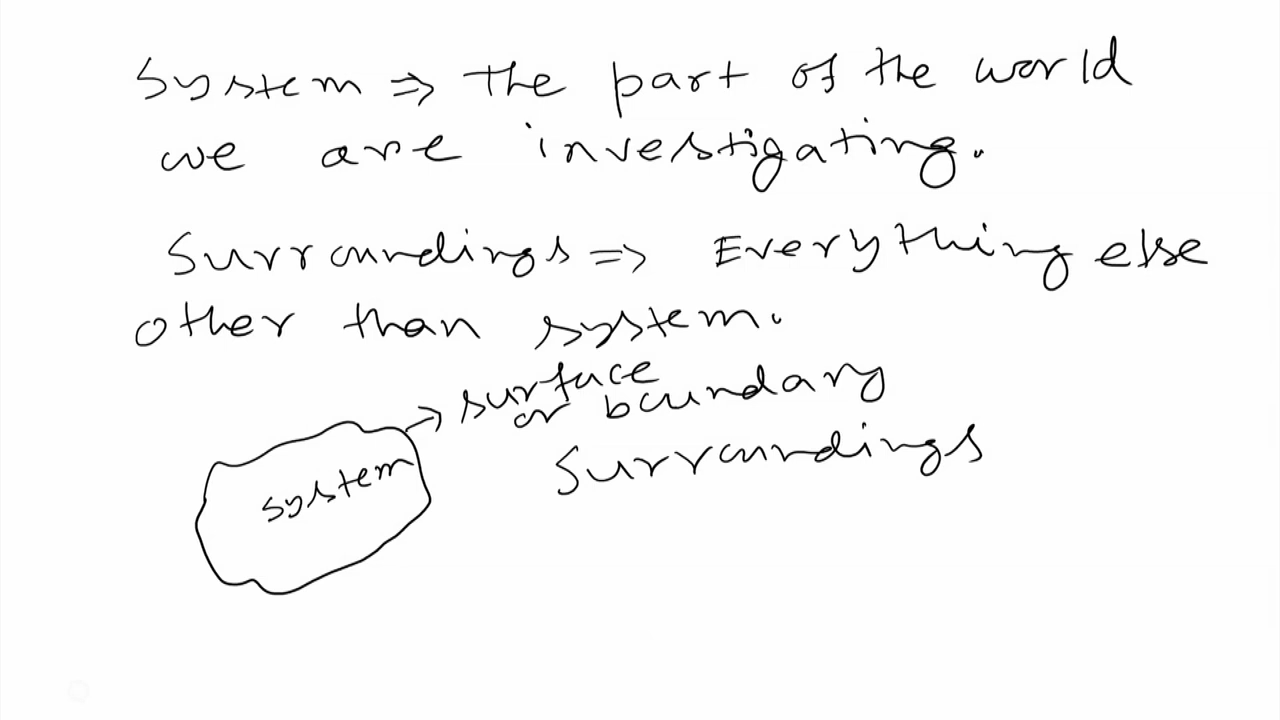 System ⇒ The part of the world
we are investigating.
Surroundings ⇒ Everything else
other than system.
surface
or boundary
Surroundings
system